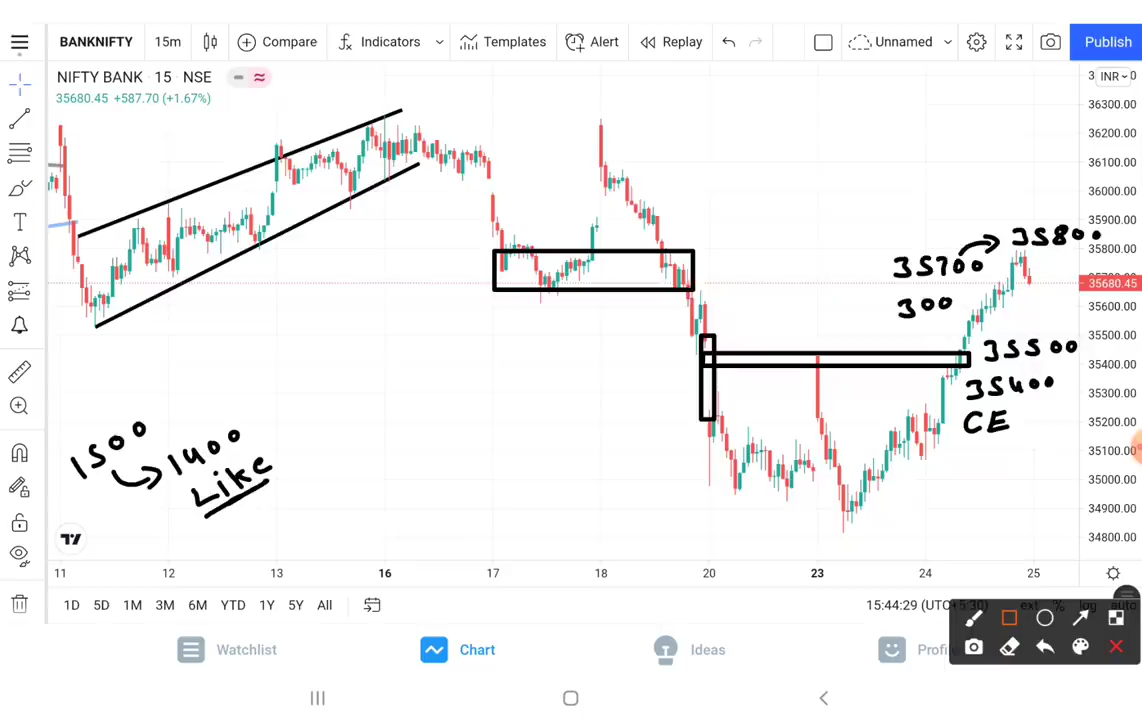 BANKNIFTY 15m Compare Indicators Templates Alert Replay Unnamed Publish
NIFTY BANK 15 NSE
35680.45 +587.70 (+1.67%)
INR
36300.00
36200.00
36100.00
36000.00
35900.00
35800.00
35680.45
35600.00
35500.00
35400.00
35300.00
35200.00
35100.00
35000.00
34900.00
34800.00
35700 35800
300
35500
35400
CE
1500 1400
Like
11 12 13 16 17 18 20 23 24 25
1D 5D 1M 3M 6M YTD 1Y 5Y All 15:44:29 (UTC+5:30) ext % log auto
Watchlist Chart Ideas